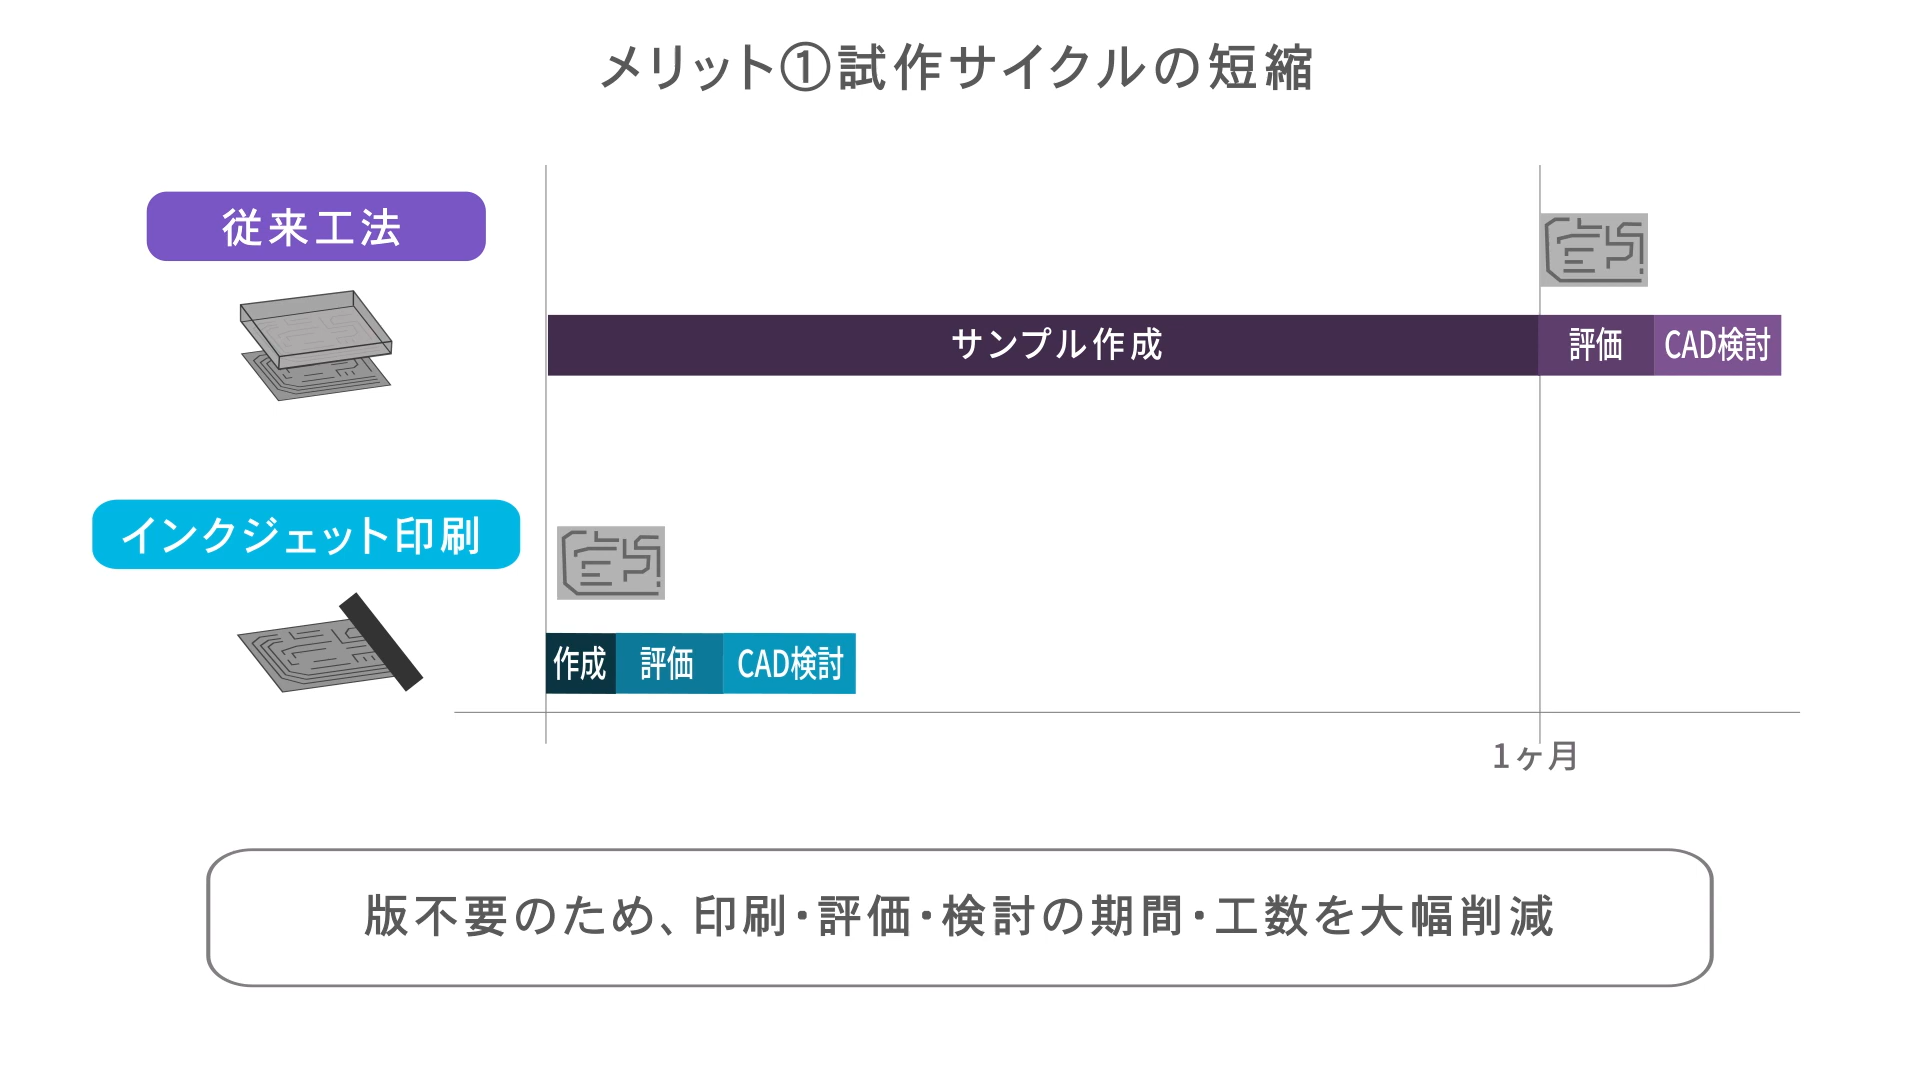 メリット①試作サイクルの短縮
従来工法
サンプル作成
評価
CAD検討
インクジェット印刷
作成
評価
CAD検討
1ヶ月
版不要のため、印刷・評価・検討の期間・工数を大幅削減